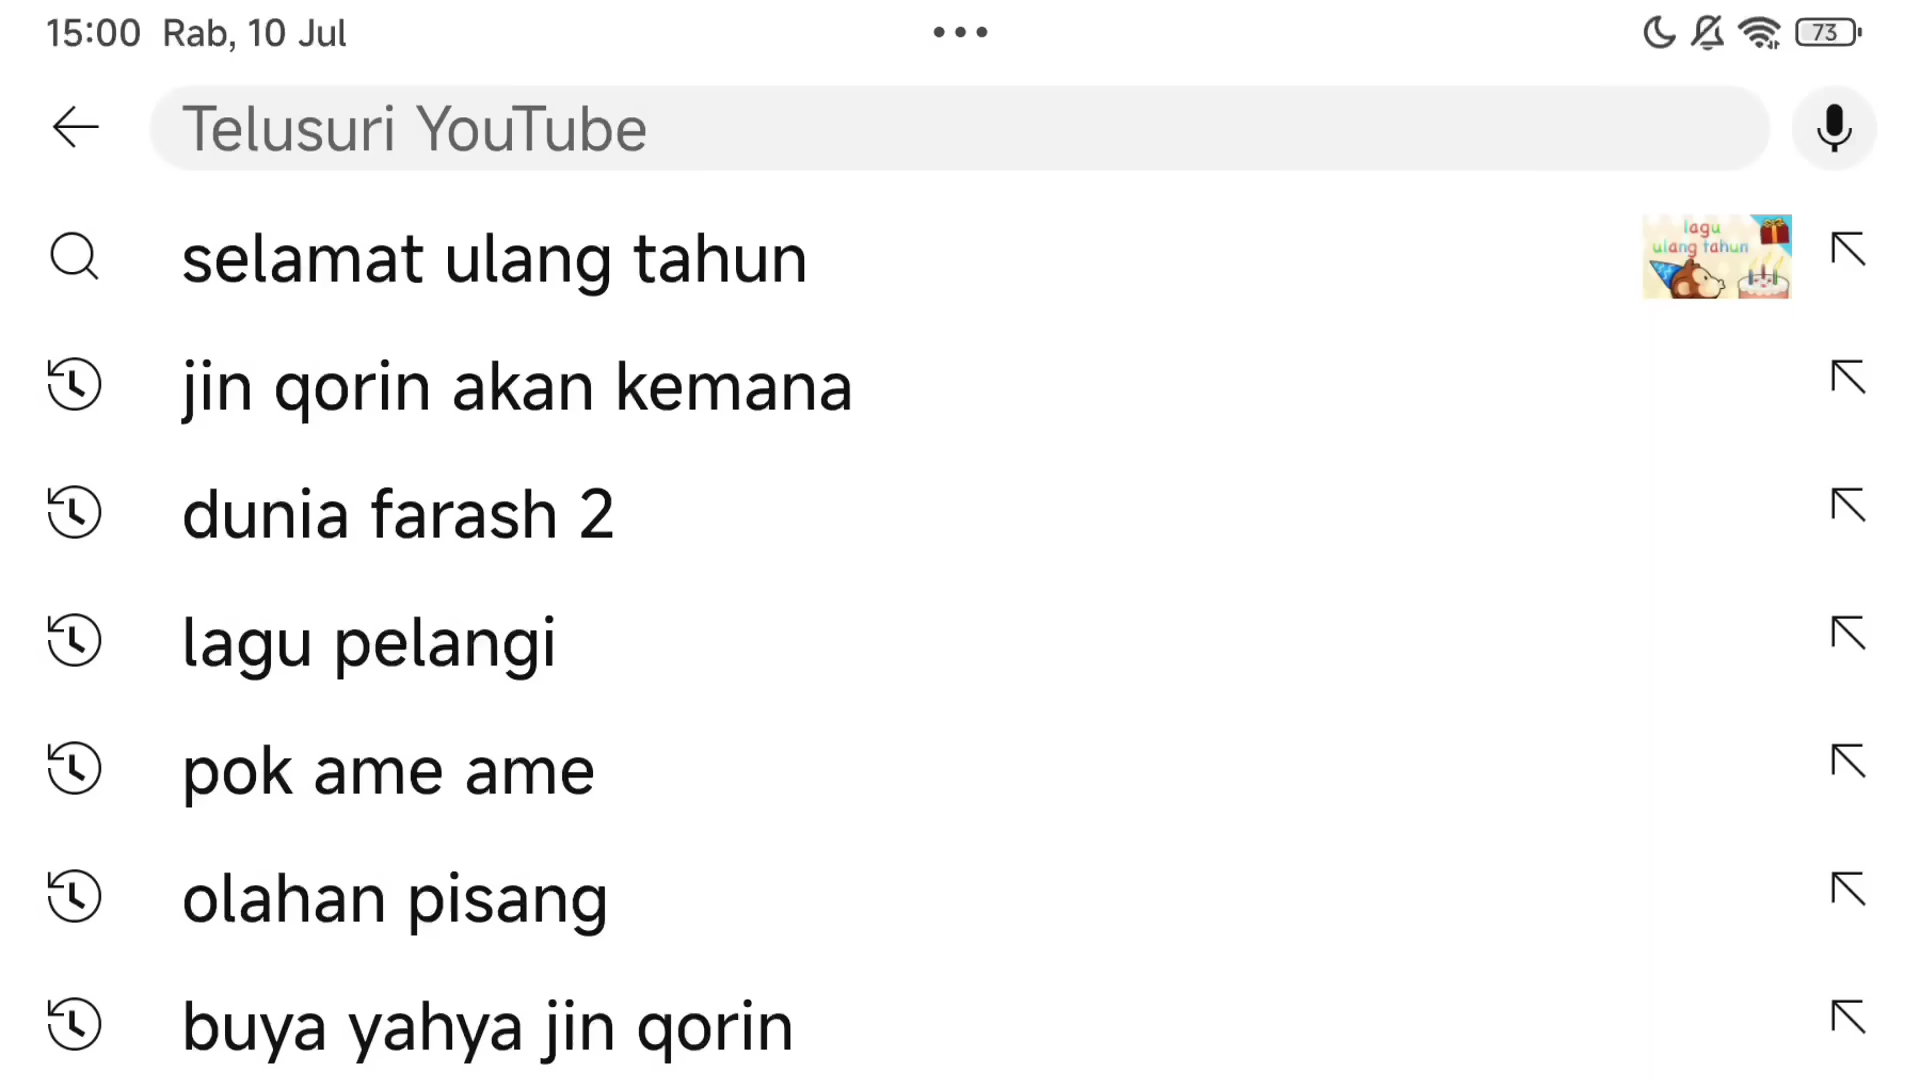 15:00 Rab, 10 Jul
73
Telusuri YouTube
selamat ulang tahun
lagu
ulang tahun
jin qorin akan kemana
dunia farash 2
lagu pelangi
pok ame ame
olahan pisang
buya yahya jin qorin